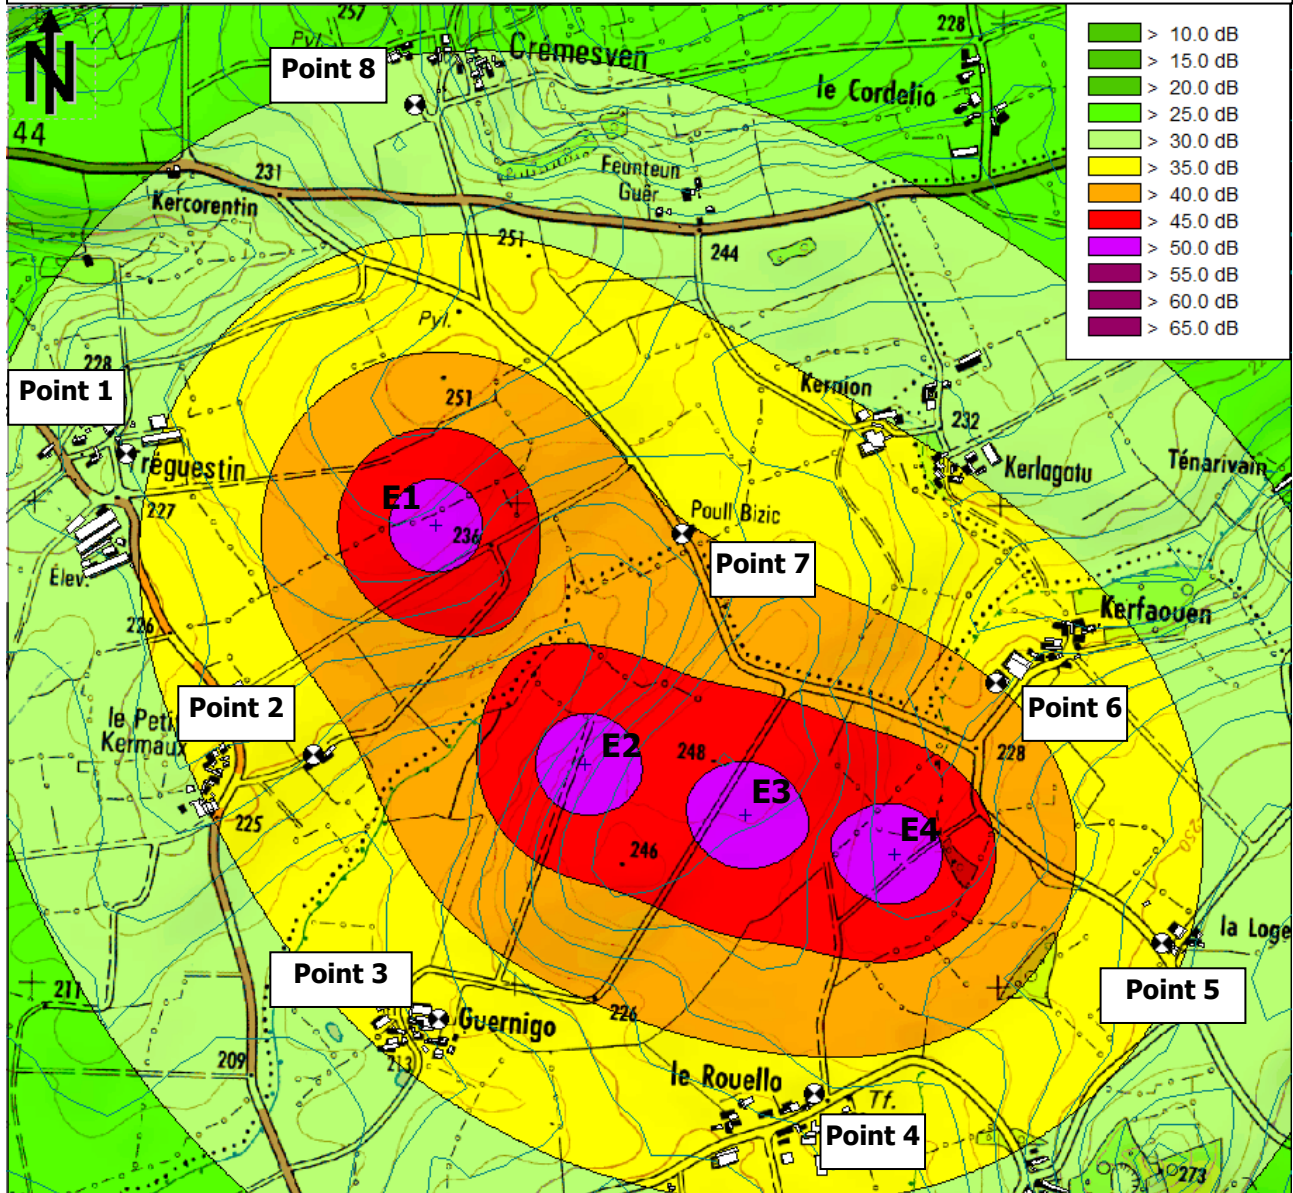 N
257
Pyl.
Crémesven
228
Point 8
le Cordelio
44
231
Feunteun
Guêr
Kercorentin
251
244
Pyl.
228
Point 1
251
Kernion
232
Kerlagatu
Ténarivain
réguestin
E1
227
236
Poull Bizic
Elev.
Point 7
226
Kerfaouen
le Petit
Kermaux
Point 2
Point 6
E2
248
228
E3
225
E4
246
250
la Loge
Point 3
Point 5
211
226
Guernigo
209
213
le Rouello
Tf.
Point 4
273
> 10.0 dB
> 15.0 dB
> 20.0 dB
> 25.0 dB
> 30.0 dB
> 35.0 dB
> 40.0 dB
> 45.0 dB
> 50.0 dB
> 55.0 dB
> 60.0 dB
> 65.0 dB